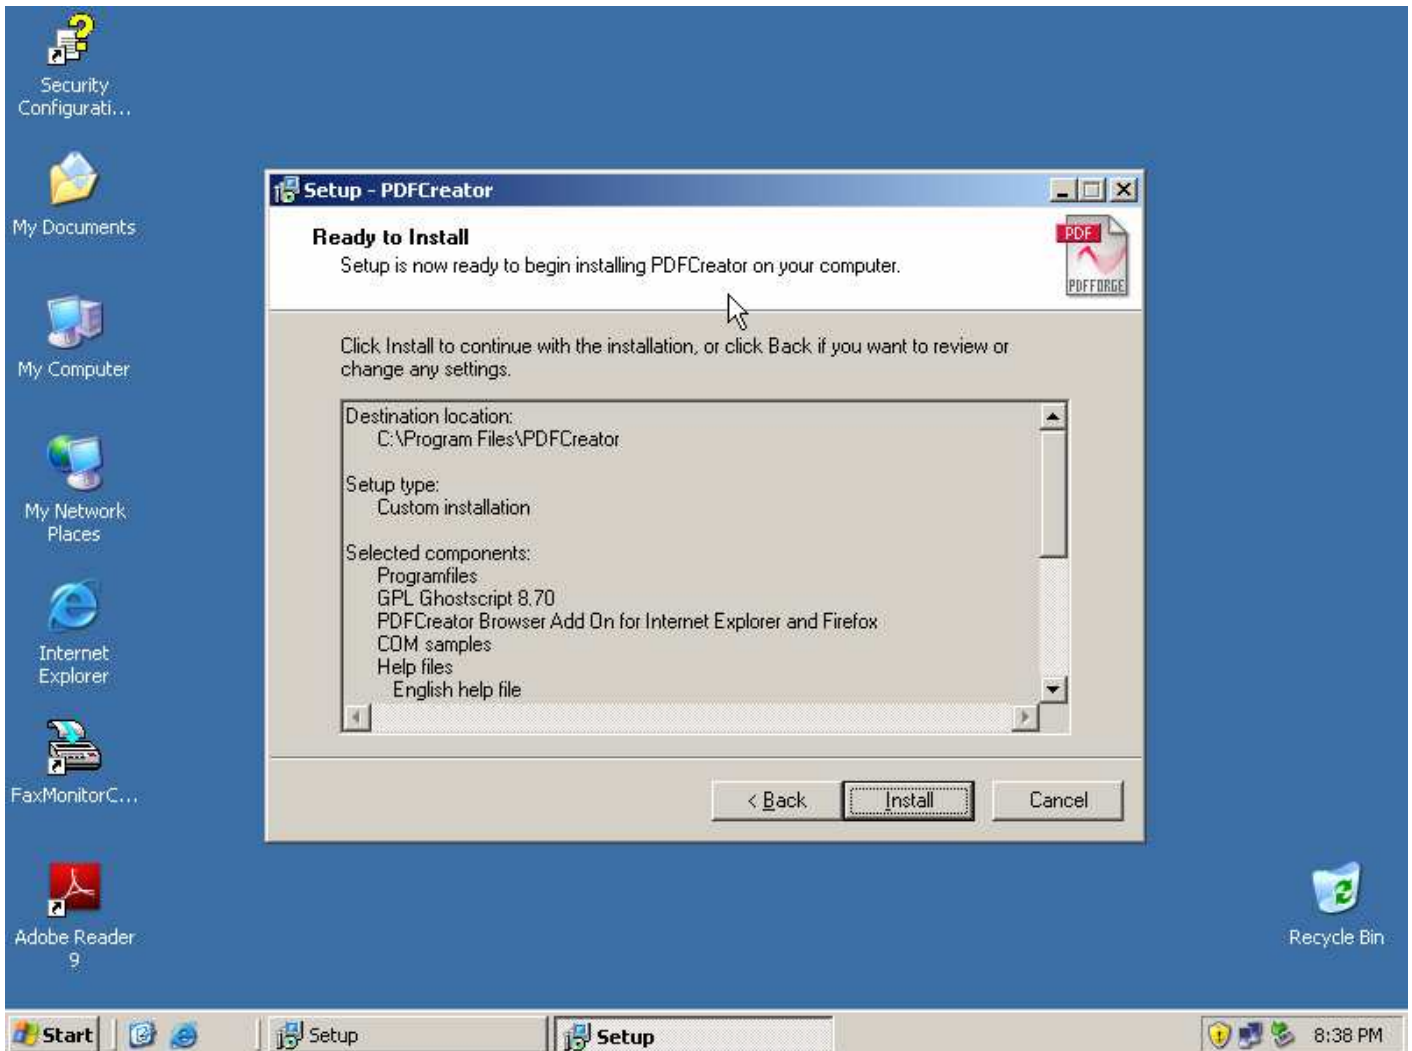 Security
Configurati...
My Documents
My Computer
My Network
Places
Internet
Explorer
FaxMonitorC...
Adobe Reader
9
Setup - PDFCreator
Ready to Install
Setup is now ready to begin installing PDFCreator on your computer.
PDF
PDFFORGE
Click Install to continue with the installation, or click Back if you want to review or
change any settings.
Destination location:
C:\Program Files\PDFCreator
Setup type:
Custom installation
Selected components:
Programfiles
GPL Ghostscript 8.70
PDFCreator Browser Add On for Internet Explorer and Firefox
COM samples
Help files
English help file
< Back
Install
Cancel
Recycle Bin
Start
Setup
Setup
8:38 PM